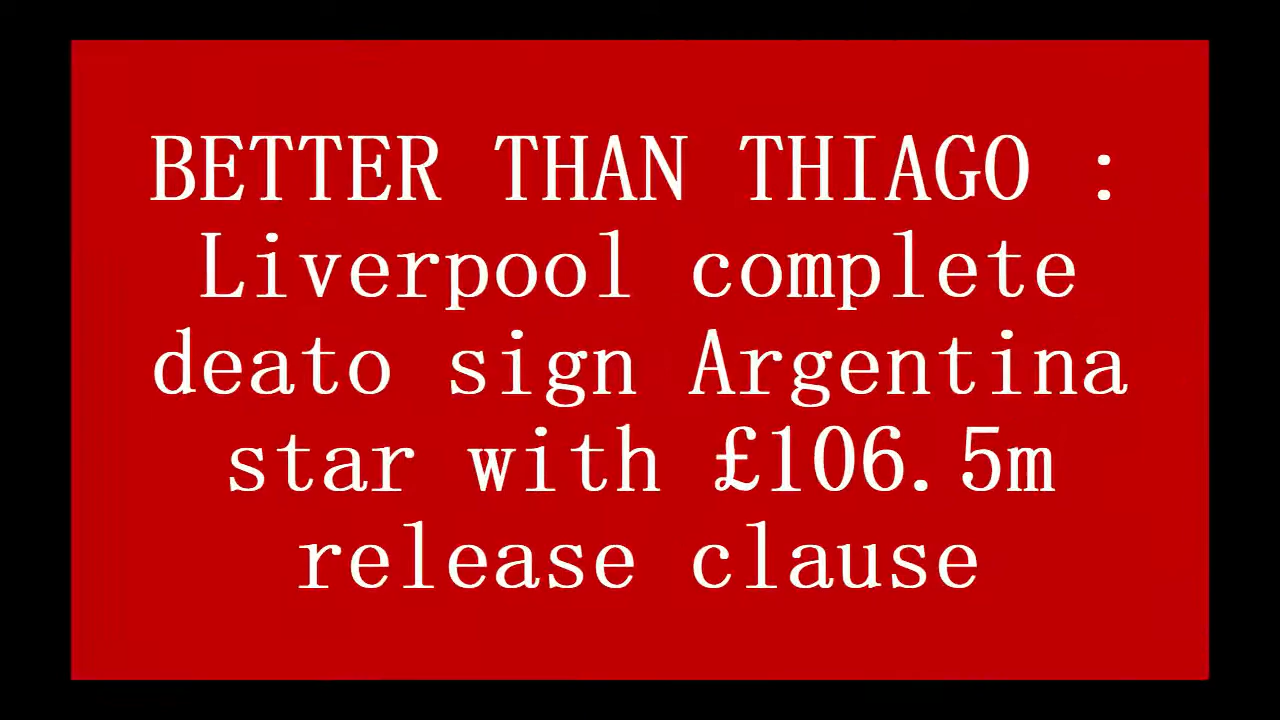 BETTER THAN THIAGO :
Liverpool complete
deato sign Argentina
star with £106.5m
release clause